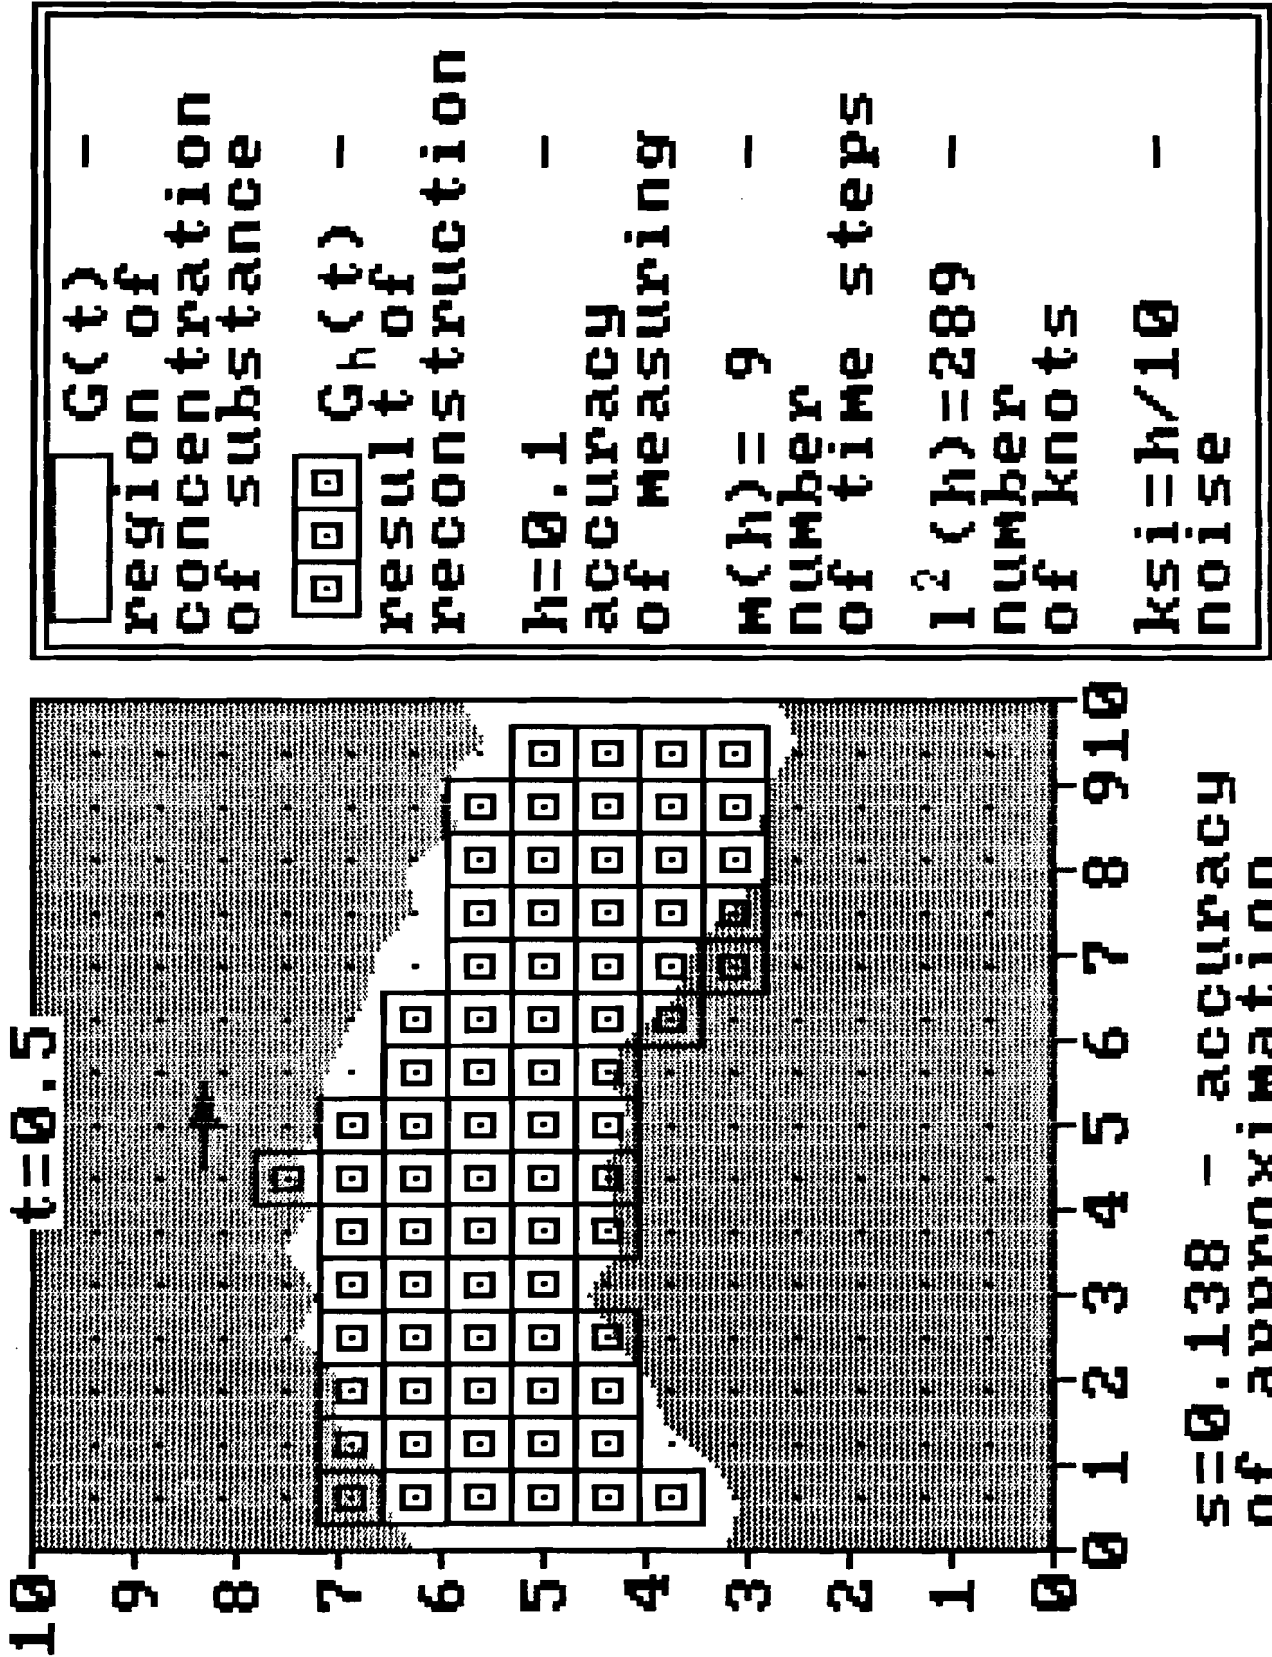 t=0.5
10
9
8
7
6
5
4
3
2
1
0
0 1 2 3 4 5 6 7 8 9 10
s=0.138 - accuracy
of approximation
G(t) -
region of
concentration
of substance
Gh(t) -
result of
reconstruction
h=0.1 -
accuracy
of measuring
m(h)= 9 -
number
of time steps
l²(h)=289 -
number
of knots
ksi=h/10 -
noise